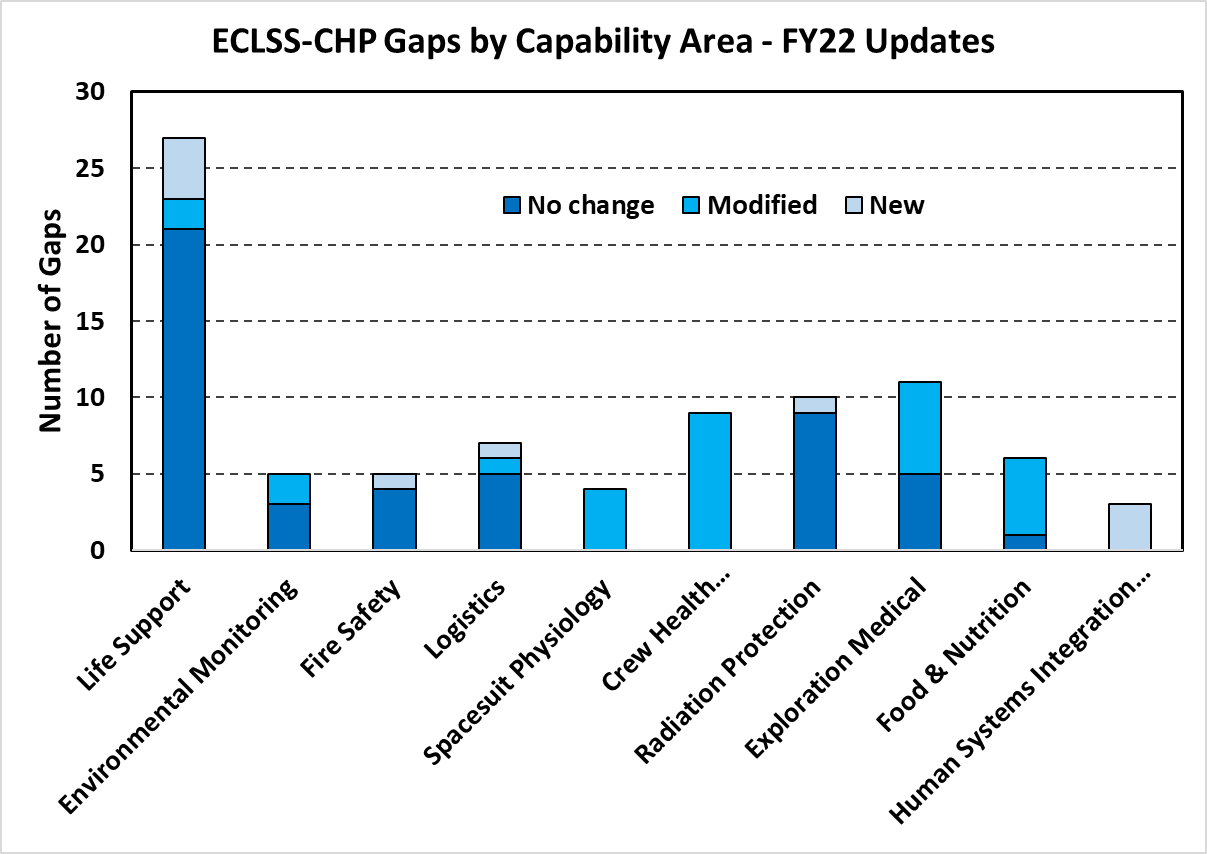 ECLSS-CHP Gaps by Capability Area - FY22 Updates
Number of Gaps
30
25
20
15
10
5
0
No change Modified New
Life Support
Environmental Monitoring
Fire Safety
Logistics
Spacesuit Physiology
Crew Health...
Radiation Protection
Exploration Medical
Food & Nutrition
Human Systems Integration...